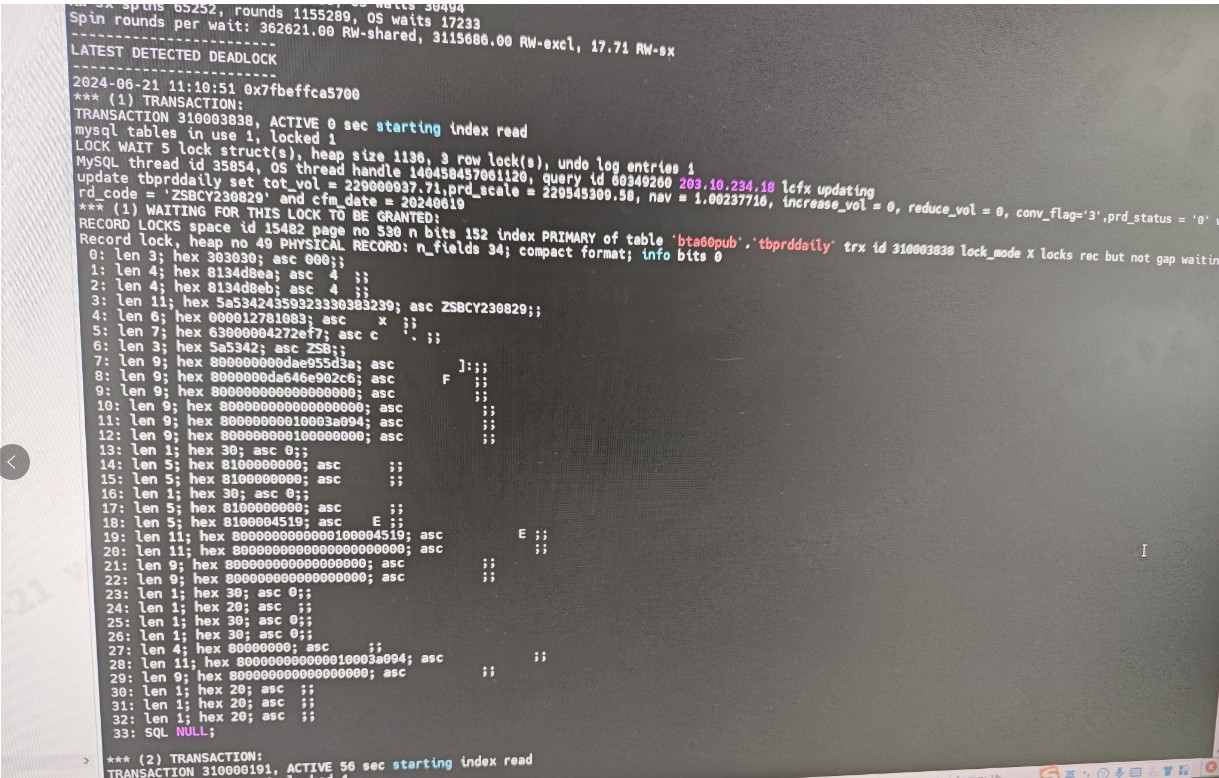 spins 65252, rounds 1155289, OS waits 17233
Spin rounds per wait: 362621.00 RW-shared, 3115686.00 RW-excl, 17.71 RW-sx
------------------------
LATEST DETECTED DEADLOCK
------------------------
2024-06-21 11:10:51 0x7fbeffca5700
*** (1) TRANSACTION:
TRANSACTION 310003838, ACTIVE 0 sec starting index read
mysql tables in use 1, locked 1
LOCK WAIT 5 lock struct(s), heap size 1136, 3 row lock(s), undo log entries 1
MySQL thread id 35854, OS thread handle 140458457061120, query id 60349260 203.10.234.18 lcfx updating
update tbprddaily set tot_vol = 229000937.71,prd_scale = 229545309.58, nav = 1.00237716, increase_vol = 0, reduce_vol = 0, conv_flag='3',prd_status = '0'
rd_code = 'ZSBCY230829' and cfm_date = 20240619
*** (1) WAITING FOR THIS LOCK TO BE GRANTED:
RECORD LOCKS space id 15482 page no 530 n bits 152 index PRIMARY of table `bta60pub`.`tbprddaily` trx id 310003838 lock_mode X locks rec but not gap waitin
Record lock, heap no 49 PHYSICAL RECORD: n_fields 34; compact format; info bits 0
0: len 3; hex 303030; asc 000;;
1: len 4; hex 8134d8ea; asc  4  ;;
2: len 4; hex 8134d8eb; asc  4  ;;
3: len 11; hex 5a53424359323330383239; asc ZSBCY230829;;
4: len 6; hex 000012781083; asc    x  ;;
5: len 7; hex 63000004272ef7; asc c   '. ;;
6: len 3; hex 5a5342; asc ZSB;;
7: len 9; hex 800000000dae955d3a; asc       ]:;;
8: len 9; hex 8000000da646e902c6; asc     F    ;;
9: len 9; hex 800000000000000000; asc          ;;
10: len 9; hex 800000000000000000; asc          ;;
11: len 9; hex 80000000010003a094; asc          ;;
12: len 9; hex 800000000100000000; asc          ;;
13: len 1; hex 30; asc 0;;
14: len 5; hex 8100000000; asc      ;;
15: len 5; hex 8100000000; asc      ;;
16: len 1; hex 30; asc 0;;
17: len 5; hex 8100000000; asc      ;;
18: len 5; hex 8100004519; asc    E ;;
19: len 11; hex 8000000000000100004519; asc          E ;;
20: len 11; hex 8000000000000000000000; asc            ;;
21: len 9; hex 800000000000000000; asc          ;;
22: len 9; hex 800000000000000000; asc          ;;
23: len 1; hex 30; asc 0;;
24: len 1; hex 20; asc  ;;
25: len 1; hex 30; asc 0;;
26: len 1; hex 30; asc 0;;
27: len 4; hex 80000000; asc     ;;
28: len 11; hex 800000000000010003a094; asc            ;;
29: len 9; hex 800000000000000000; asc          ;;
30: len 1; hex 20; asc  ;;
31: len 1; hex 20; asc  ;;
32: len 1; hex 20; asc  ;;
33: SQL NULL;
*** (2) TRANSACTION:
TRANSACTION 310000191, ACTIVE 56 sec starting index read